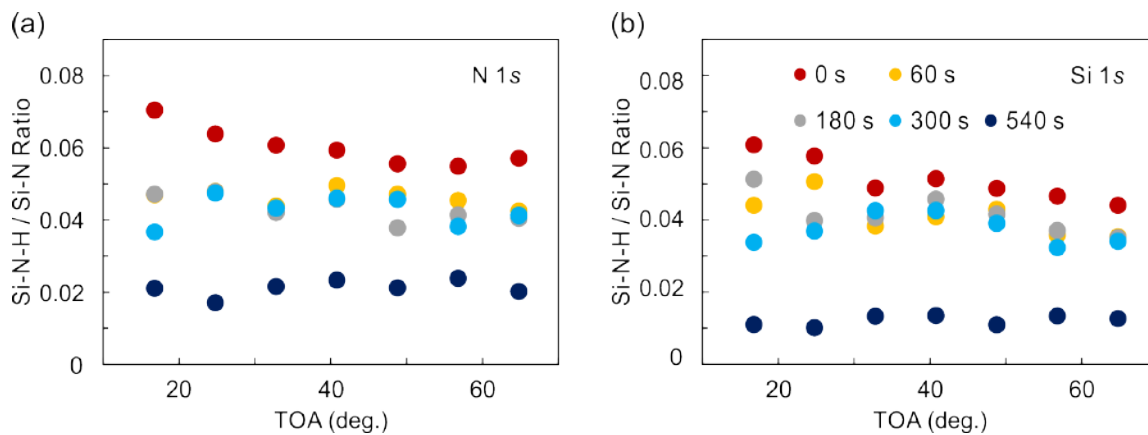 (a)
N 1s
Si-N-H / Si-N Ratio
0.08
0.06
0.04
0.02
0
20
40
60
TOA (deg.)
(b)
Si 1s
0 s
60 s
180 s
300 s
540 s
Si-N-H / Si-N Ratio
0.08
0.06
0.04
0.02
0
20
40
60
TOA (deg.)